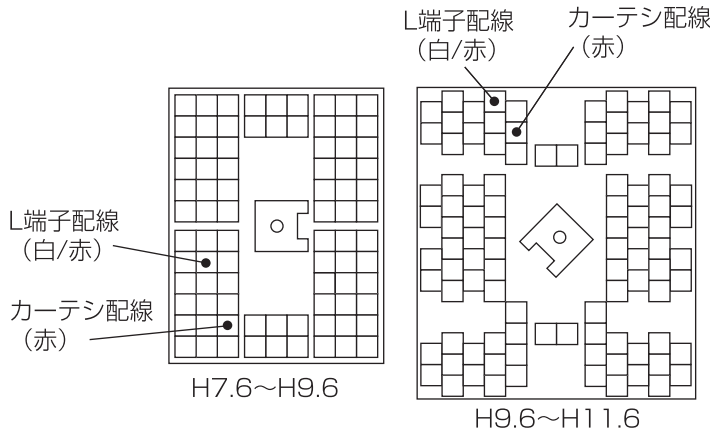 L端子配線
（白/赤）
カーテシ配線
（赤）
L端子配線
（白/赤）
カーテシ配線
（赤）
H7.6～H9.6
H9.6～H11.6